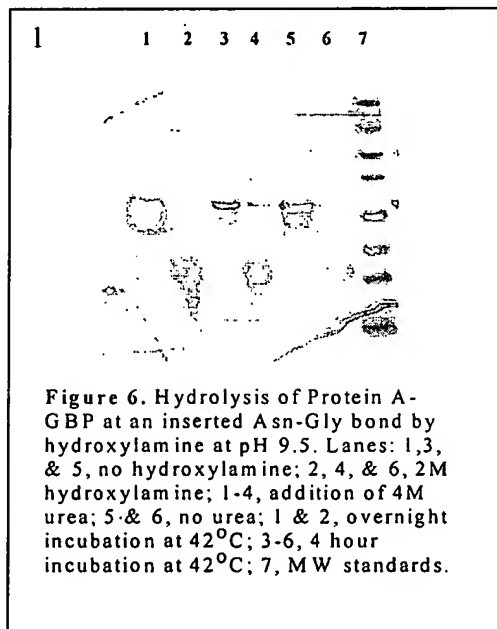 1 1 2 3 4 5 6 7
Figure 6. Hydrolysis of Protein A-
GBP at an inserted Asn-Gly bond by
hydroxylamine at pH 9.5. Lanes: 1,3,
& 5, no hydroxylamine; 2, 4, & 6, 2M
hydroxylamine; 1-4, addition of 4M
urea; 5 & 6, no urea; 1 & 2, overnight
incubation at 42°C; 3-6, 4 hour
incubation at 42°C; 7, MW standards.